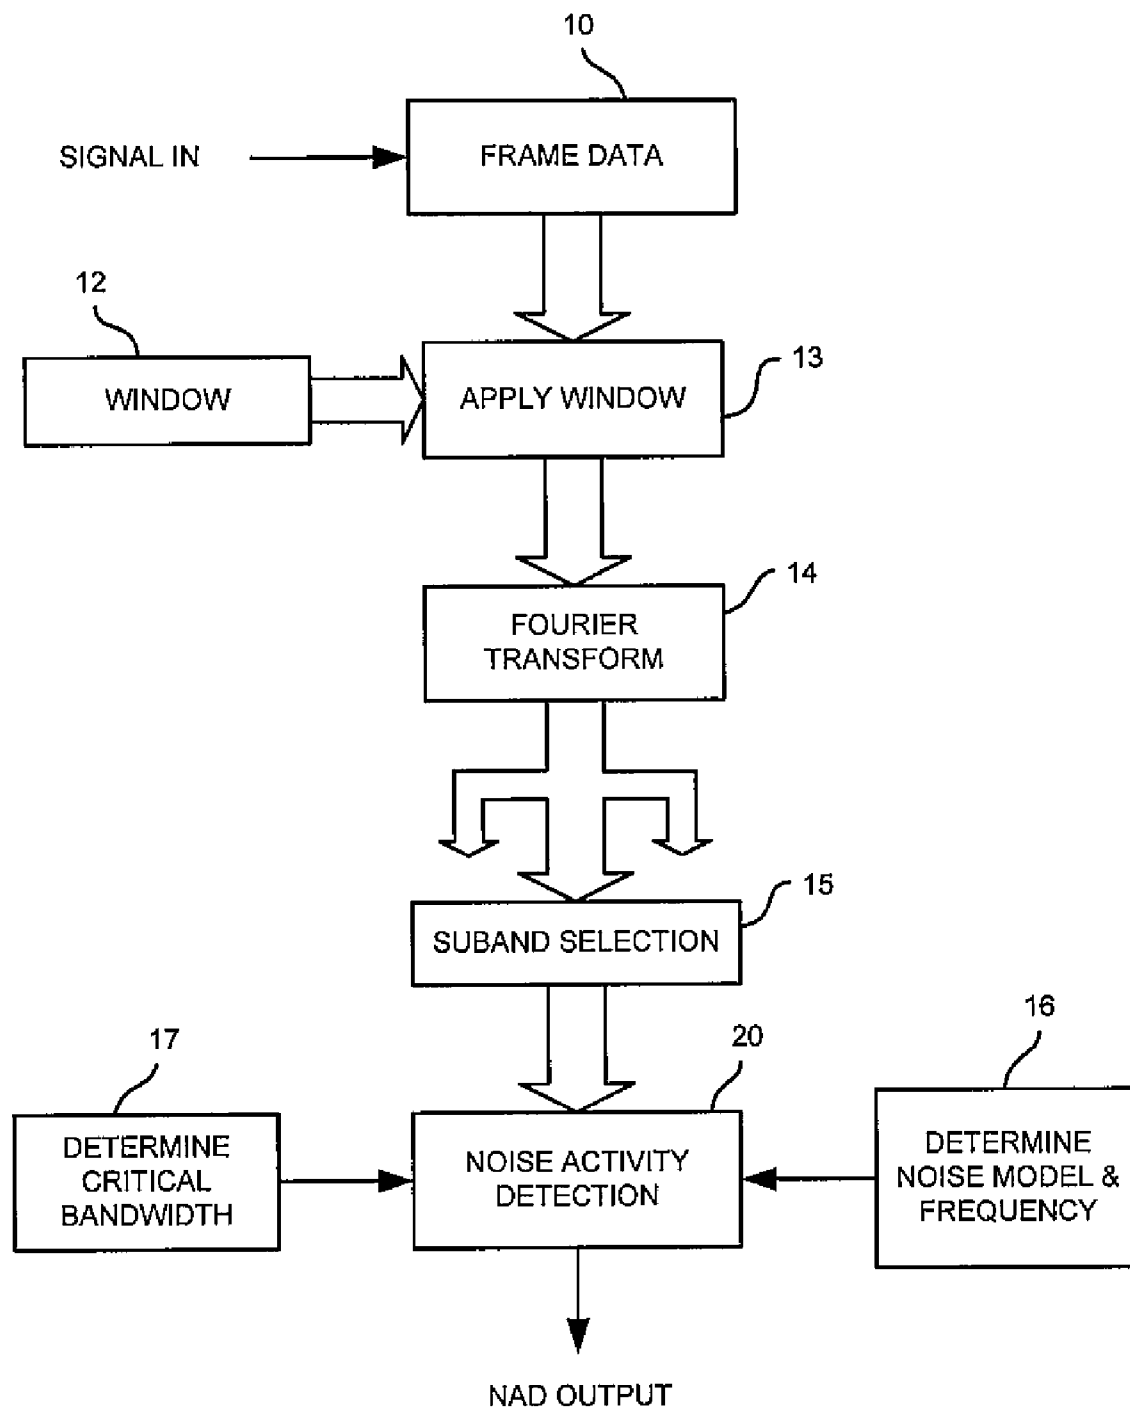 10
SIGNAL IN
FRAME DATA
12
WINDOW
APPLY WINDOW
13
14
FOURIER
TRANSFORM
15
SUBAND SELECTION
17
20
16
DETERMINE
CRITICAL
BANDWIDTH
NOISE ACTIVITY
DETECTION
DETERMINE
NOISE MODEL &
FREQUENCY
NAD OUTPUT